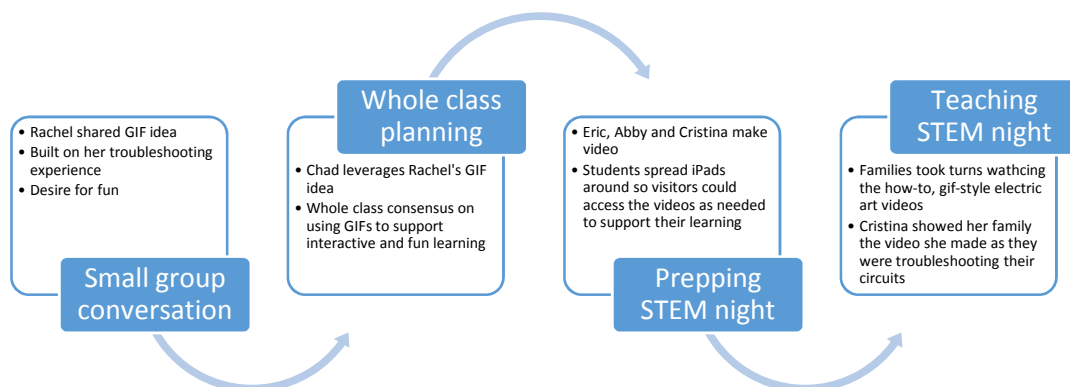 • Rachel shared GIF idea
• Built on her troubleshooting
experience
• Desire for fun
Small group
conversation
Whole class
planning
• Chad leverages Rachel's GIF
idea
• Whole class consensus on
using GIFs to support
interactive and fun learning
• Eric, Abby and Cristina make
video
• Students spread iPads
around so visitors could
access the videos as needed
to support their learning
Prepping
STEM night
Teaching
STEM night
• Families took turns wathcing
the how-to, gif-style electric
art videos
• Cristina showed her family
the video she made as they
were troubleshooting their
circuits